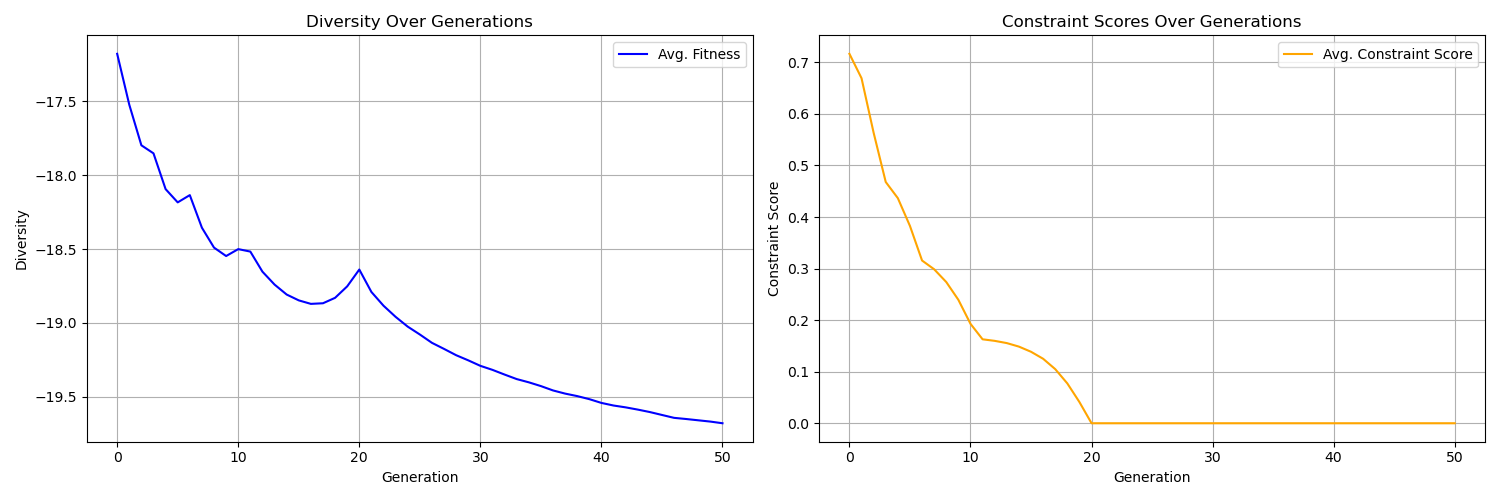 Diversity Over Generations
Avg. Fitness
−17.5
−18.0
−18.5
−19.0
−19.5
Diversity
0 10 20 30 40 50
Generation
Constraint Scores Over Generations
Avg. Constraint Score
0.7
0.6
0.5
0.4
0.3
0.2
0.1
0.0
Constraint Score
0 10 20 30 40 50
Generation